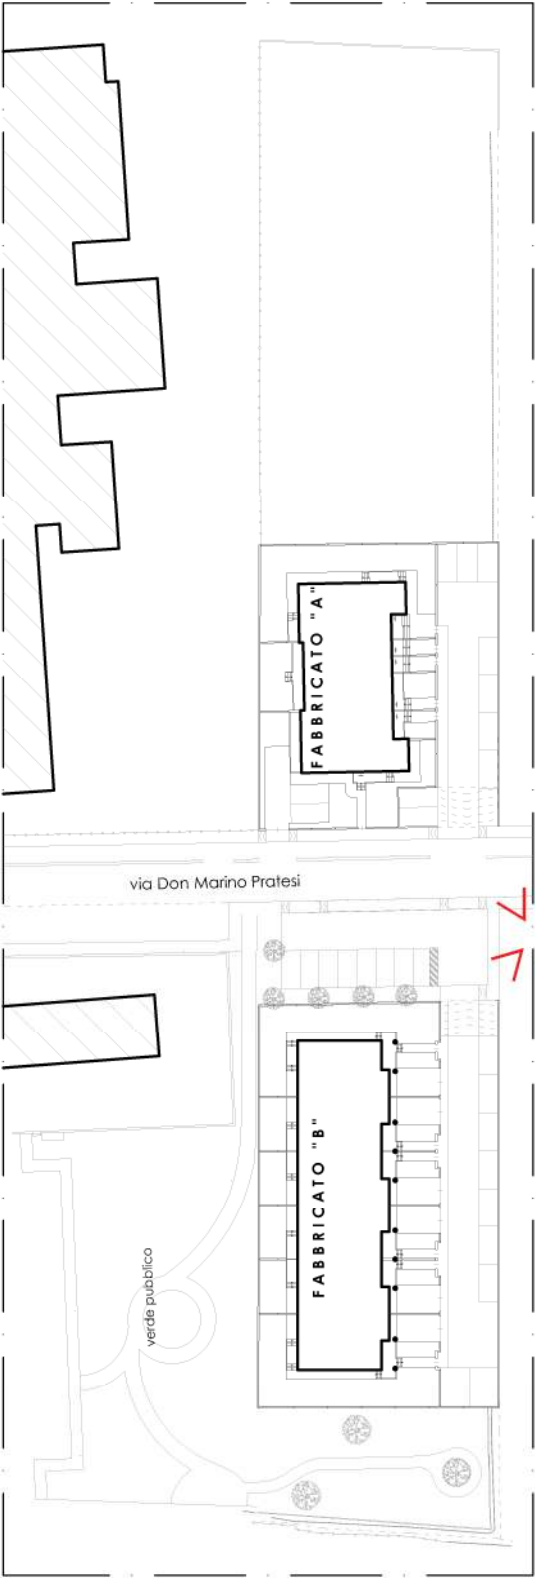 FABBRICATO "A"
via Don Marino Pratesi
FABBRICATO "B"
verde pubblico